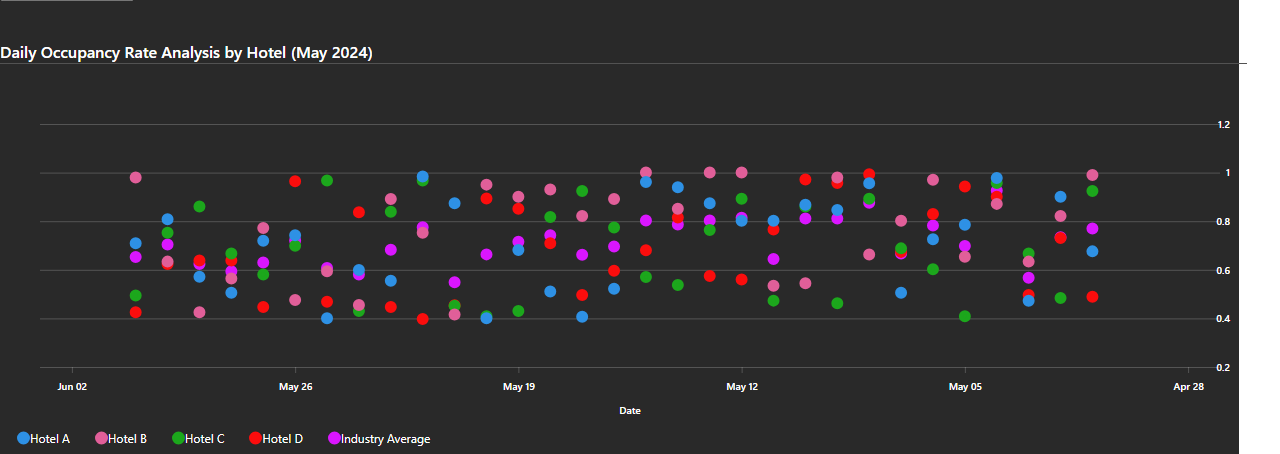 Daily Occupancy Rate Analysis by Hotel (May 2024)
1.2
1
0.8
0.6
0.4
0.2
Jun 02 May 26 May 19 May 12 May 05 Apr 28
Date
Hotel A Hotel B Hotel C Hotel D Industry Average